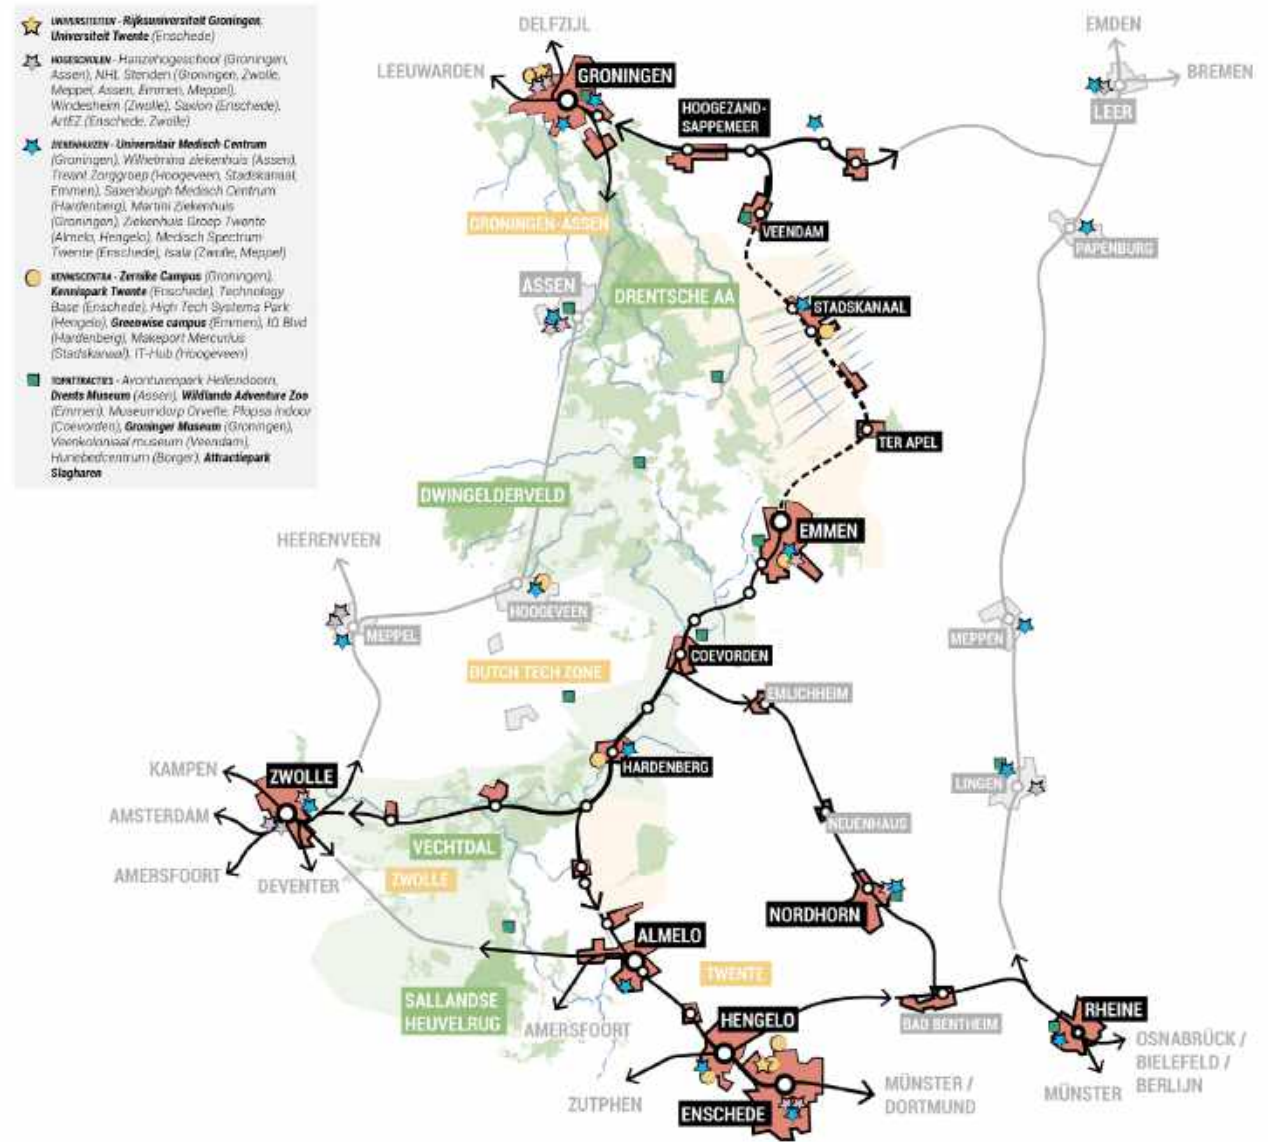 UNIVERSITEITEN - Rijksuniversiteit Groningen,
Universiteit Twente (Enschede)
HOGESCHOLEN - Hanzehogeschool (Groningen,
Assen), NHL Stenden (Groningen, Zwolle,
Meppel, Assen, Emmen, Meppel),
Windesheim (Zwolle), Saxion (Enschede),
ArtEZ (Enschede, Zwolle)
ZIEKENHUIZEN - Universitair Medisch Centrum
(Groningen), Wilhelmina ziekenhuis (Assen),
Treant Zorggroep (Hoogeveen, Stadskanaal,
Emmen), Saxenburgh Medisch Centrum
(Hardenberg), Martini Ziekenhuis
(Groningen), Ziekenhuis Groep Twente
(Almelo, Hengelo), Medisch Spectrum
Twente (Enschede), Isala (Zwolle, Meppel)
KENNISCENTRA - Zernike Campus (Groningen),
Kennispark Twente (Enschede), Technology
Base (Enschede), High Tech Systems Park
(Hengelo), Greenwise campus (Emmen), IQ Blvd
(Hardenberg), Makeport Mercurius
(Stadskanaal), IT-Hub (Hoogeveen)
TOPATTRACTIES - Avonturenpark Hellendoorn,
Drents Museum (Assen), Wildlands Adventure Zoo
(Emmen), Museumdorp Orvelte, Plopsa Indoor
(Coevorden), Groninger Museum (Groningen),
Veenkoloniaal museum (Veendam),
Hunebedcentrum (Borger), Attractiepark
Slagharen
DELFZIJL
EMDEN
LEEUWARDEN
GRONINGEN
BREMEN
HOOGEZAND-
SAPPEMEER
LEER
GRONINGEN-ASSEN
VEENDAM
PAPENBURG
ASSEN
DRENTSCHE AA
STADSKANAAL
TER APEL
DWINGELDERVELD
EMMEN
HEERENVEEN
HOOGEVEEN
MEPPEL
MEPPEN
COEVORDEN
DUTCH TECH ZONE
EMLICHHEIM
HARDENBERG
KAMPEN
ZWOLLE
LINGEN
AMSTERDAM
NEUENHAUS
VECHTDAL
AMERSFOORT
DEVENTER
ZWOLLE
NORDHORN
ALMELO
TWENTE
SALLANDSE
HEUVELRUG
AMERSFOORT
HENGELO
BAD BENTHEIM
RHEINE
OSNABRÜCK /
BIELEFELD /
BERLIJN
MÜNSTER
ZUTPHEN
ENSCHEDE
MÜNSTER /
DORTMUND